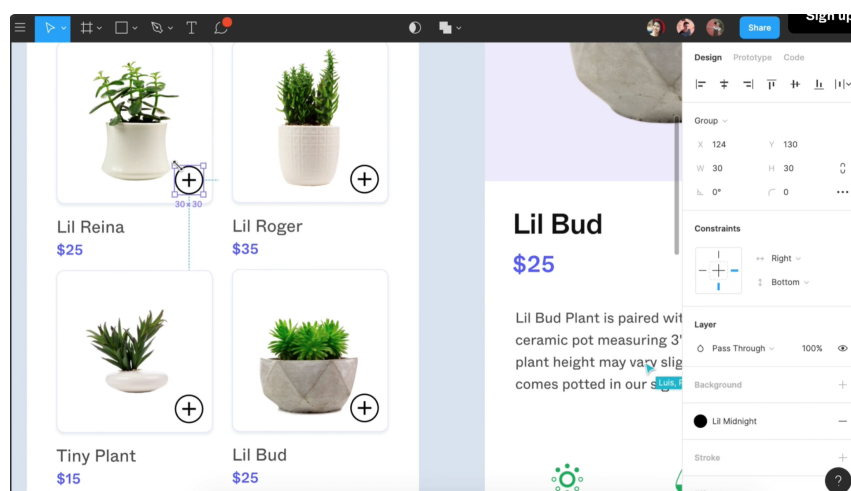 Sign up
Share
Design Prototype Code
Group
X 124 Y 130
W 30 H 30
0° 0
30×30
Lil Reina
$25
Lil Roger
$35
Tiny Plant
$15
Lil Bud
$25
Lil Bud
$25
Lil Bud Plant is paired wit
ceramic pot measuring 3"
plant height may vary slig
comes potted in our sig
Luis,
Constraints
Right
Bottom
Layer
Pass Through 100%
Background
Lil Midnight
Stroke
?